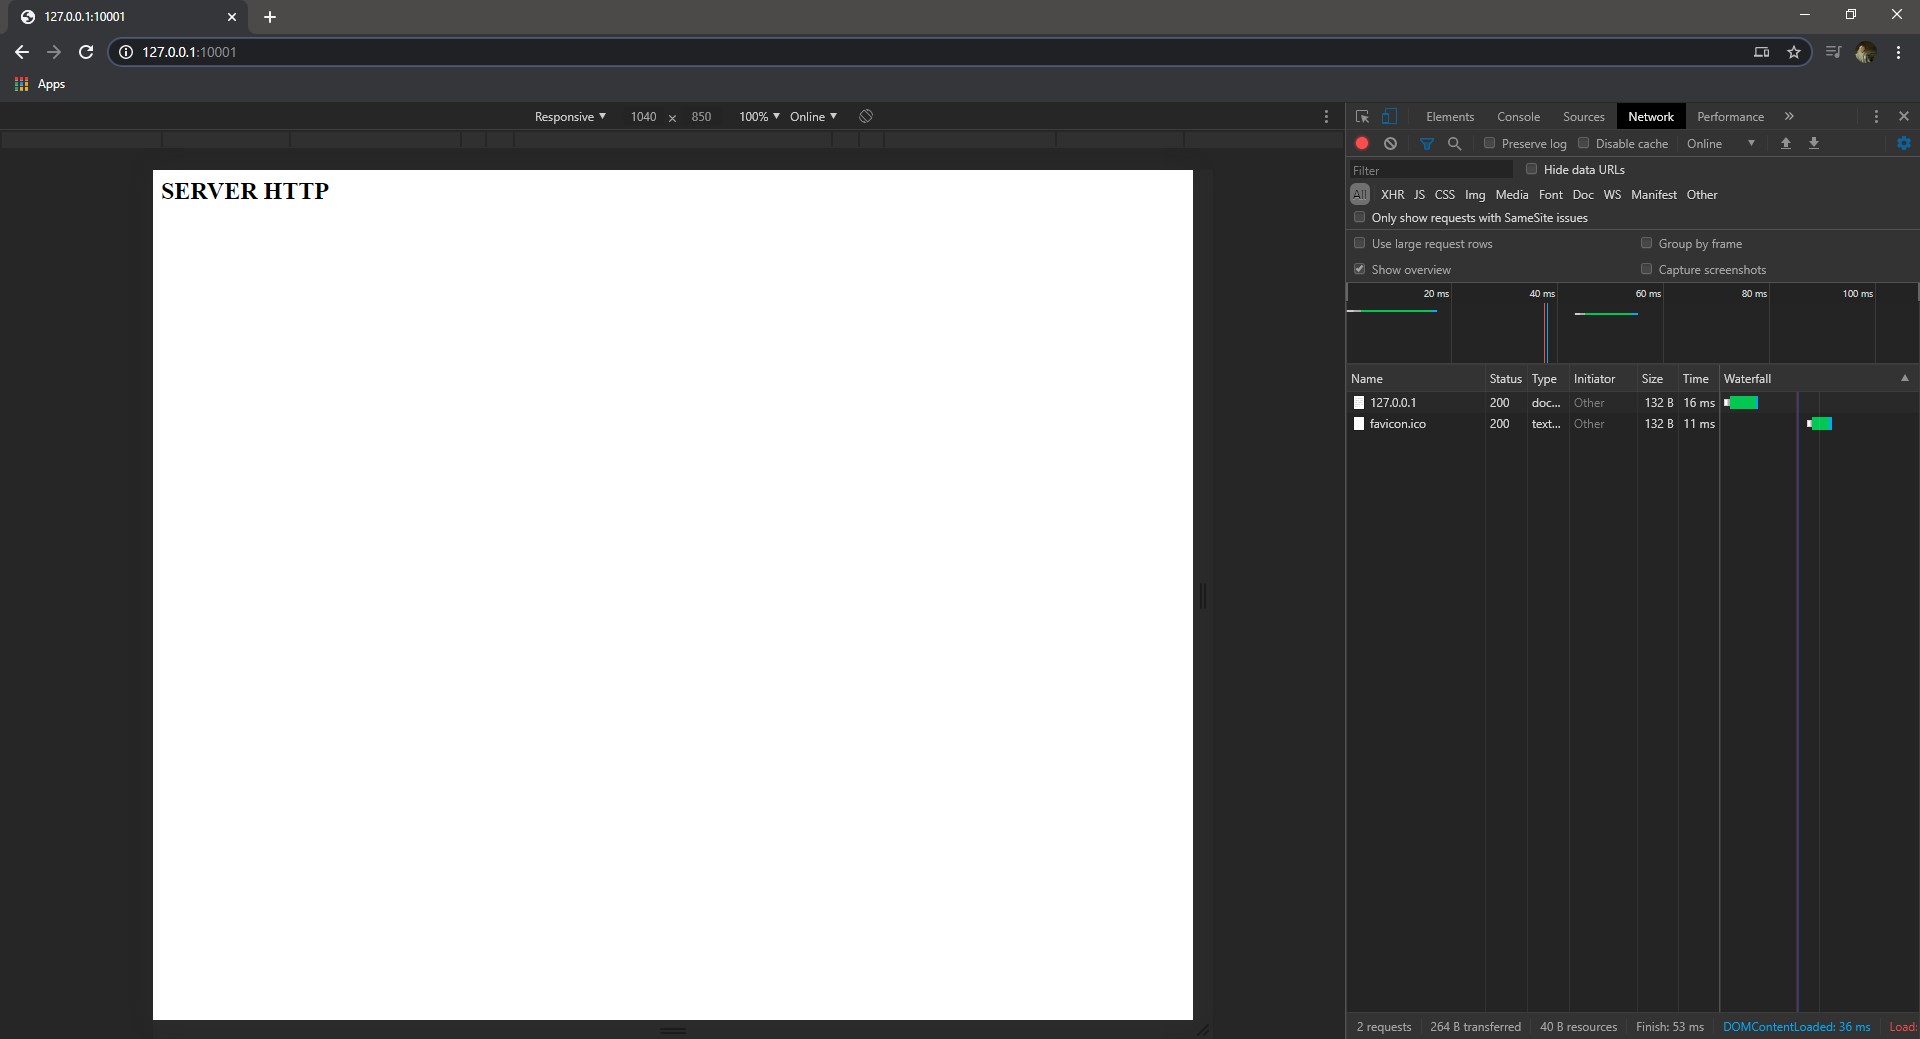 127.0.0.1:10001
127.0.0.1:10001
Apps
Responsive 1040 x 850 100% Online
Elements Console Sources Network Performance
Preserve log Disable cache Online
Filter Hide data URLs
All XHR JS CSS Img Media Font Doc WS Manifest Other
Only show requests with SameSite issues
Use large request rows Group by frame
Show overview Capture screenshots
20 ms 40 ms 60 ms 80 ms 100 ms
Name Status Type Initiator Size Time Waterfall
127.0.0.1 200 doc... Other 132 B 16 ms
favicon.ico 200 text... Other 132 B 11 ms
SERVER HTTP
2 requests 264 B transferred 40 B resources Finish: 53 ms DOMContentLoaded: 36 ms Load: